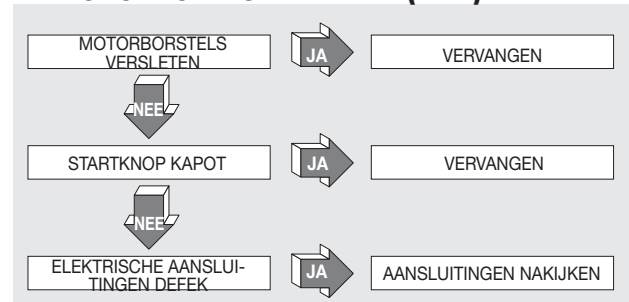 MOTORBORSTELS
VERSLETEN
JA
VERVANGEN
NEE
STARTKNOP KAPOT
JA
VERVANGEN
NEE
ELEKTRISCHE AANSLUI-
TINGEN DEFEK
JA
AANSLUITINGEN NAKIJKEN